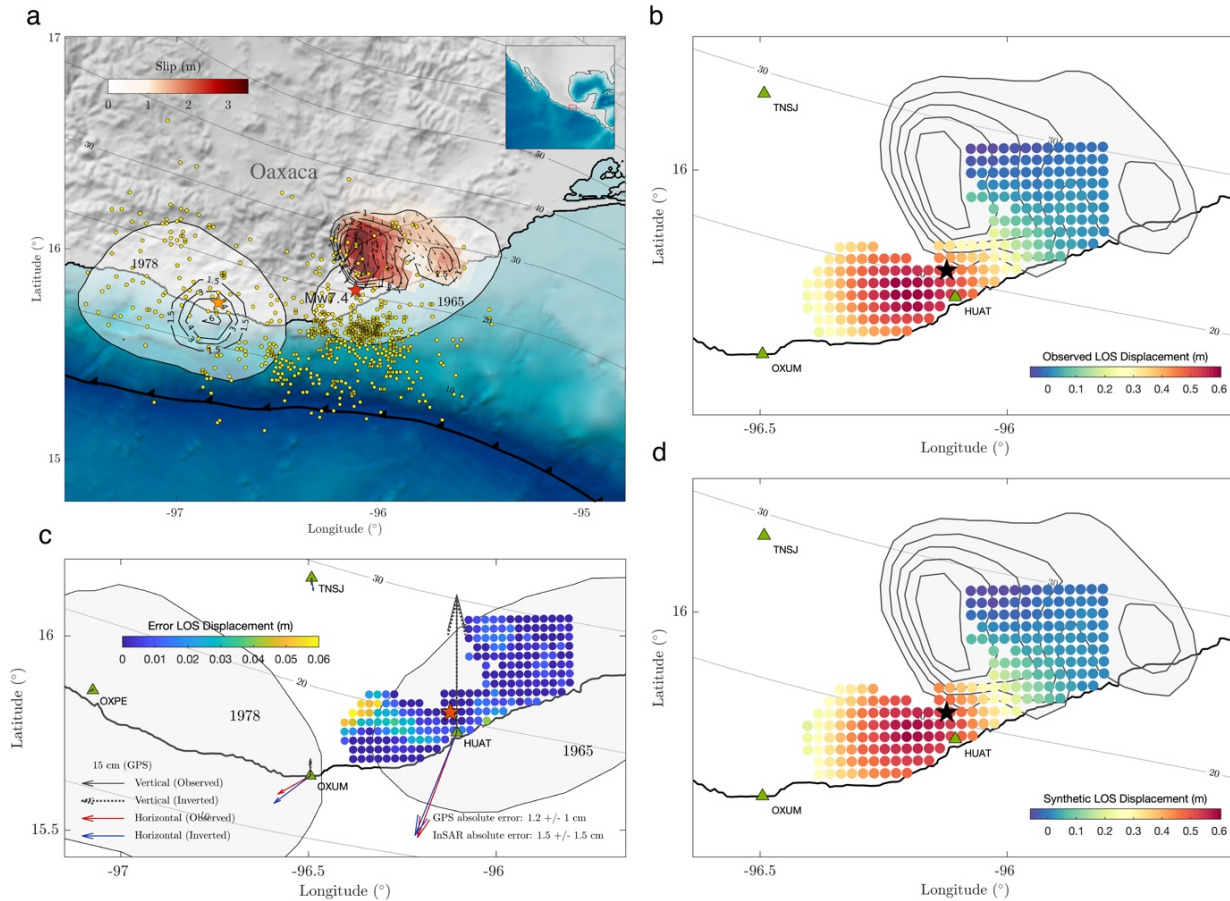 a
17
16
15
Latitude (°)
Slip (m)
0 1 2 3
Oaxaca
30
50
40
30
20
10
1978
1.5
1.5
1.5
Mw7.4
1965
-97 -96 -95
Longitude (°)
b
30
30
20
16
Latitude (°)
TNSJ
HUAT
OXUM
Observed LOS Displacement (m)
0 0.1 0.2 0.3 0.4 0.5 0.6
-96.5 -96
Longitude (°)
c
16
15.5
Latitude (°)
30
TNSJ
Error LOS Displacement (m)
0 0.01 0.02 0.03 0.04 0.05 0.06
20
OXPE
1978
HUAT
1965
15 cm (GPS)
OXUM
Vertical (Observed)
Vertical (Inverted)
Horizontal (Observed)
Horizontal (Inverted)
GPS absolute error: 1.2 +/- 1 cm
InSAR absolute error: 1.5 +/- 1.5 cm
-97 -96.5 -96
Longitude (°)
d
30
30
20
16
Latitude (°)
TNSJ
HUAT
OXUM
Synthetic LOS Displacement (m)
0 0.1 0.2 0.3 0.4 0.5 0.6
-96.5 -96
Longitude (°)